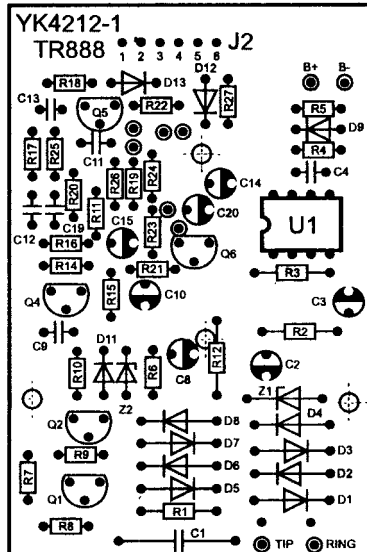 YK4212-1
TR888
J2
1 2 3 4 5 6
B+ B-
D12
R18 D13
C13 Q5 R22 R27 R5
D9
R17 R25 C11 R4
C4
R26 R19 R24
R20 R11 C14
C20 U1
C12 C19 C15 R23
R16 Q6
R14 R21 R3
Q4 R15 C10 C3
C9 R2
D11 R12
R10 R6 C8 C2
Z2 Z1
D4
Q2 D8
D7 D3
R9 D6 D2
R7 Q1 D5 D1
R1
R8 C1 TIP RING